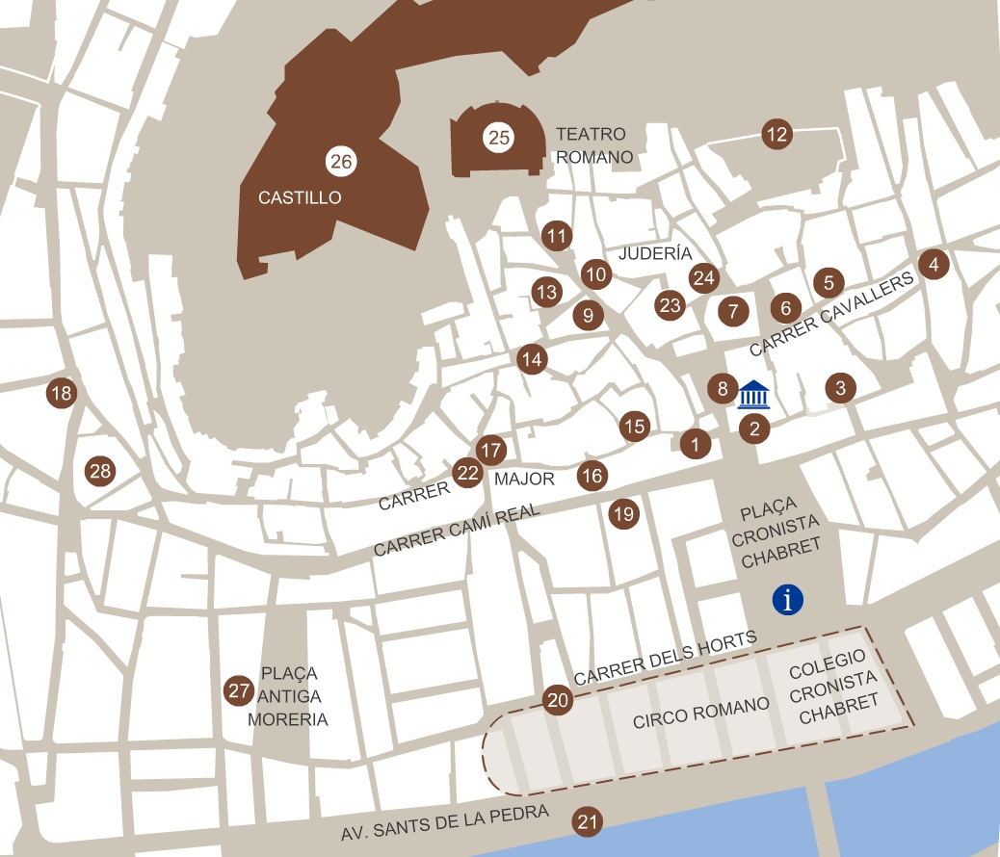 25
TEATRO
ROMANO
12
26
CASTILLO
11
JUDERÍA
4
10
24
5
13
23
6
7
9
CARRER CAVALLERS
14
18
8
3
15
2
1
17
28
22
MAJOR
16
CARRER
PLAÇA
CRONISTA
CHABRET
19
CARRER CAMÍ REAL
i
CARRER DELS HORTS
COLEGIO
CRONISTA
CHABRET
PLAÇA
27
ANTIGA
MORERIA
20
CIRCO ROMANO
AV. SANTS DE LA PEDRA
21